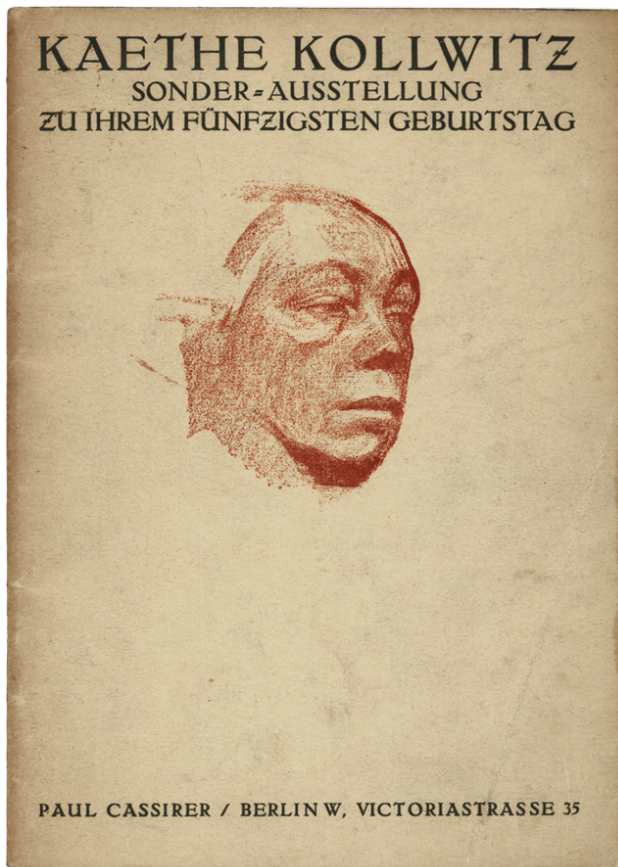 KAETHE KOLLWITZ
SONDER=AUSSTELLUNG
ZU IHREM FÜNFZIGSTEN GEBURTSTAG
PAUL CASSIRER / BERLIN W, VICTORIASTRASSE 35